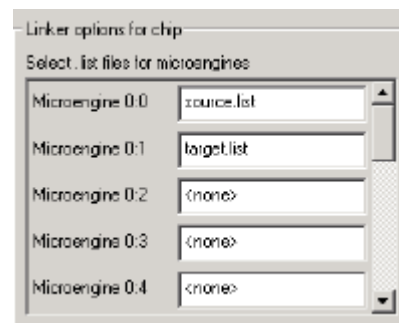 Linker options for chip
Select .list files for microengines
Microengine 0:0 source.list
Microengine 0:1 target.list
Microengine 0:2 <none>
Microengine 0:3 <none>
Microengine 0:4 <none>